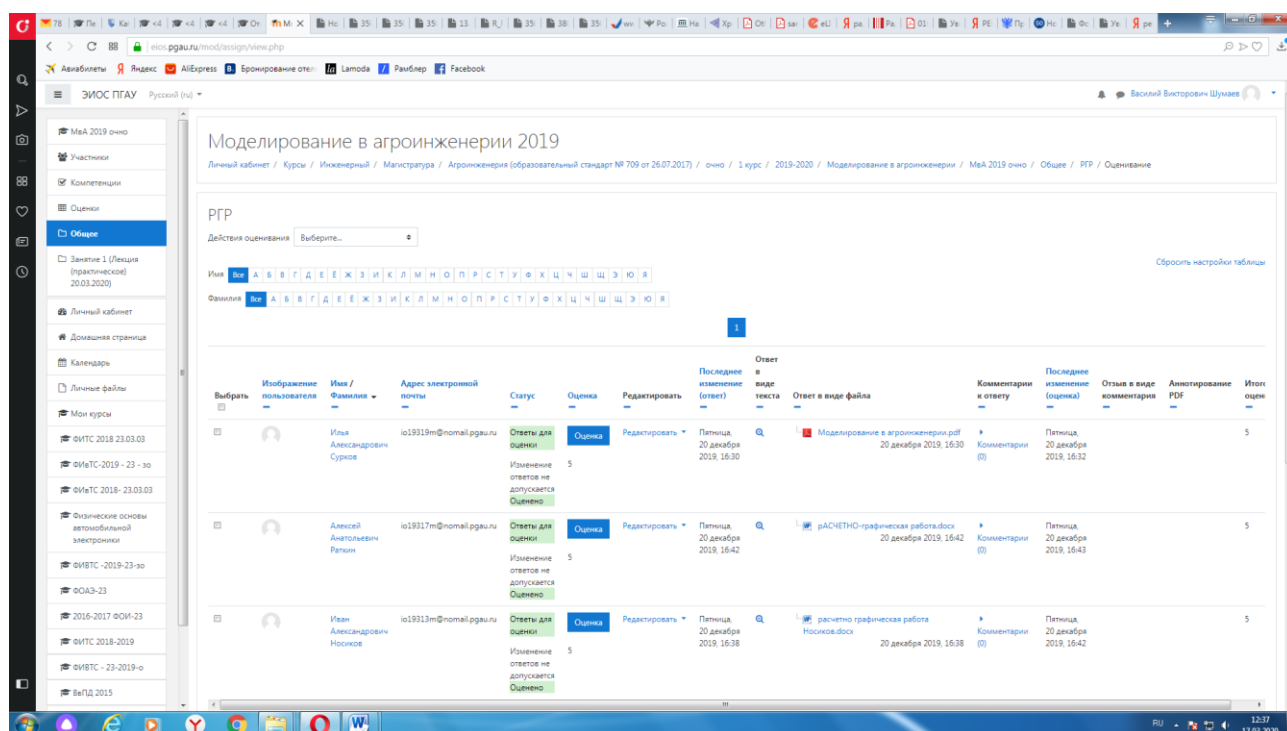 eios.pgau.ru/mod/assign/view.php
Авиабилеты Яндекс AliExpress Бронирование отел Lamoda Рамблер Facebook
ЭИОС ПГАУ Русский (ru)
Василий Викторович Шумаев
МвА 2019 очно
Участники
Компетенции
Оценки
Общее
Занятие 1 (Лекция
(практическое)
20.03.2020)
Личный кабинет
Домашняя страница
Календарь
Личные файлы
Мои курсы
ФИТС 2018 23.03.03
ФИвТС-2019 - 23 - зо
ФИвТС 2018- 23.03.03
Физические основы
автомобильной
электроники
ФИВТС -2019-23-зо
ФОАЭ-23
2016-2017 ФОИ-23
ФИТС 2018-2019
ФИВТС - 23-2019-о
ВвПД 2015
Моделирование в агроинженерии 2019
Личный кабинет / Курсы / Инженерный / Магистратура / Агроинженерия (образовательный стандарт № 709 от 26.07.2017) / очно / 1 курс / 2019-2020 / Моделирование в агроинженерии / МвА 2019 очно / Общее / РГР / Оценивание
РГР
Действия оценивания Выберите...
Сбросить настройки таблицы
Имя Все А Б В Г Д Е Ё Ж З И К Л М Н О П Р С Т У Ф Х Ц Ч Ш Щ Э Ю Я
Фамилия Все А Б В Г Д Е Ё Ж З И К Л М Н О П Р С Т У Ф Х Ц Ч Ш Щ Э Ю Я
1
Выбрать
Изображение
пользователя
Имя /
Фамилия
Адрес электронной
почты
Статус
Оценка
Редактировать
Последнее
изменение
(ответ)
Ответ
в
виде
текста
Ответ в виде файла
Комментарии
к ответу
Последнее
изменение
(оценка)
Отзыв в виде
комментария
Аннотирование
PDF
Итого
оцен
Илья
Александрович
Сурков
io19319m@nomail.pgau.ru
Ответы для
оценки
Изменение
ответов не
допускается
Оценено
Оценка
5
Редактировать
Пятница,
20 декабря
2019, 16:30
Моделирование в агроинженерии.pdf
20 декабря 2019, 16:30
Комментарии
(0)
Пятница,
20 декабря
2019, 16:32
5
Алексей
Анатольевич
Раткин
io19317m@nomail.pgau.ru
Ответы для
оценки
Изменение
ответов не
допускается
Оценено
Оценка
5
Редактировать
Пятница,
20 декабря
2019, 16:42
рАСЧЕТНО-графическая работа.docx
20 декабря 2019, 16:42
Комментарии
(0)
Пятница,
20 декабря
2019, 16:43
5
Иван
Александрович
Носиков
io19313m@nomail.pgau.ru
Ответы для
оценки
Изменение
ответов не
допускается
Оценено
Оценка
5
Редактировать
Пятница,
20 декабря
2019, 16:38
расчетно графическая работа
Носиков.docx
20 декабря 2019, 16:38
Комментарии
(0)
Пятница,
20 декабря
2019, 16:42
5
RU
12:37
17.03.2020